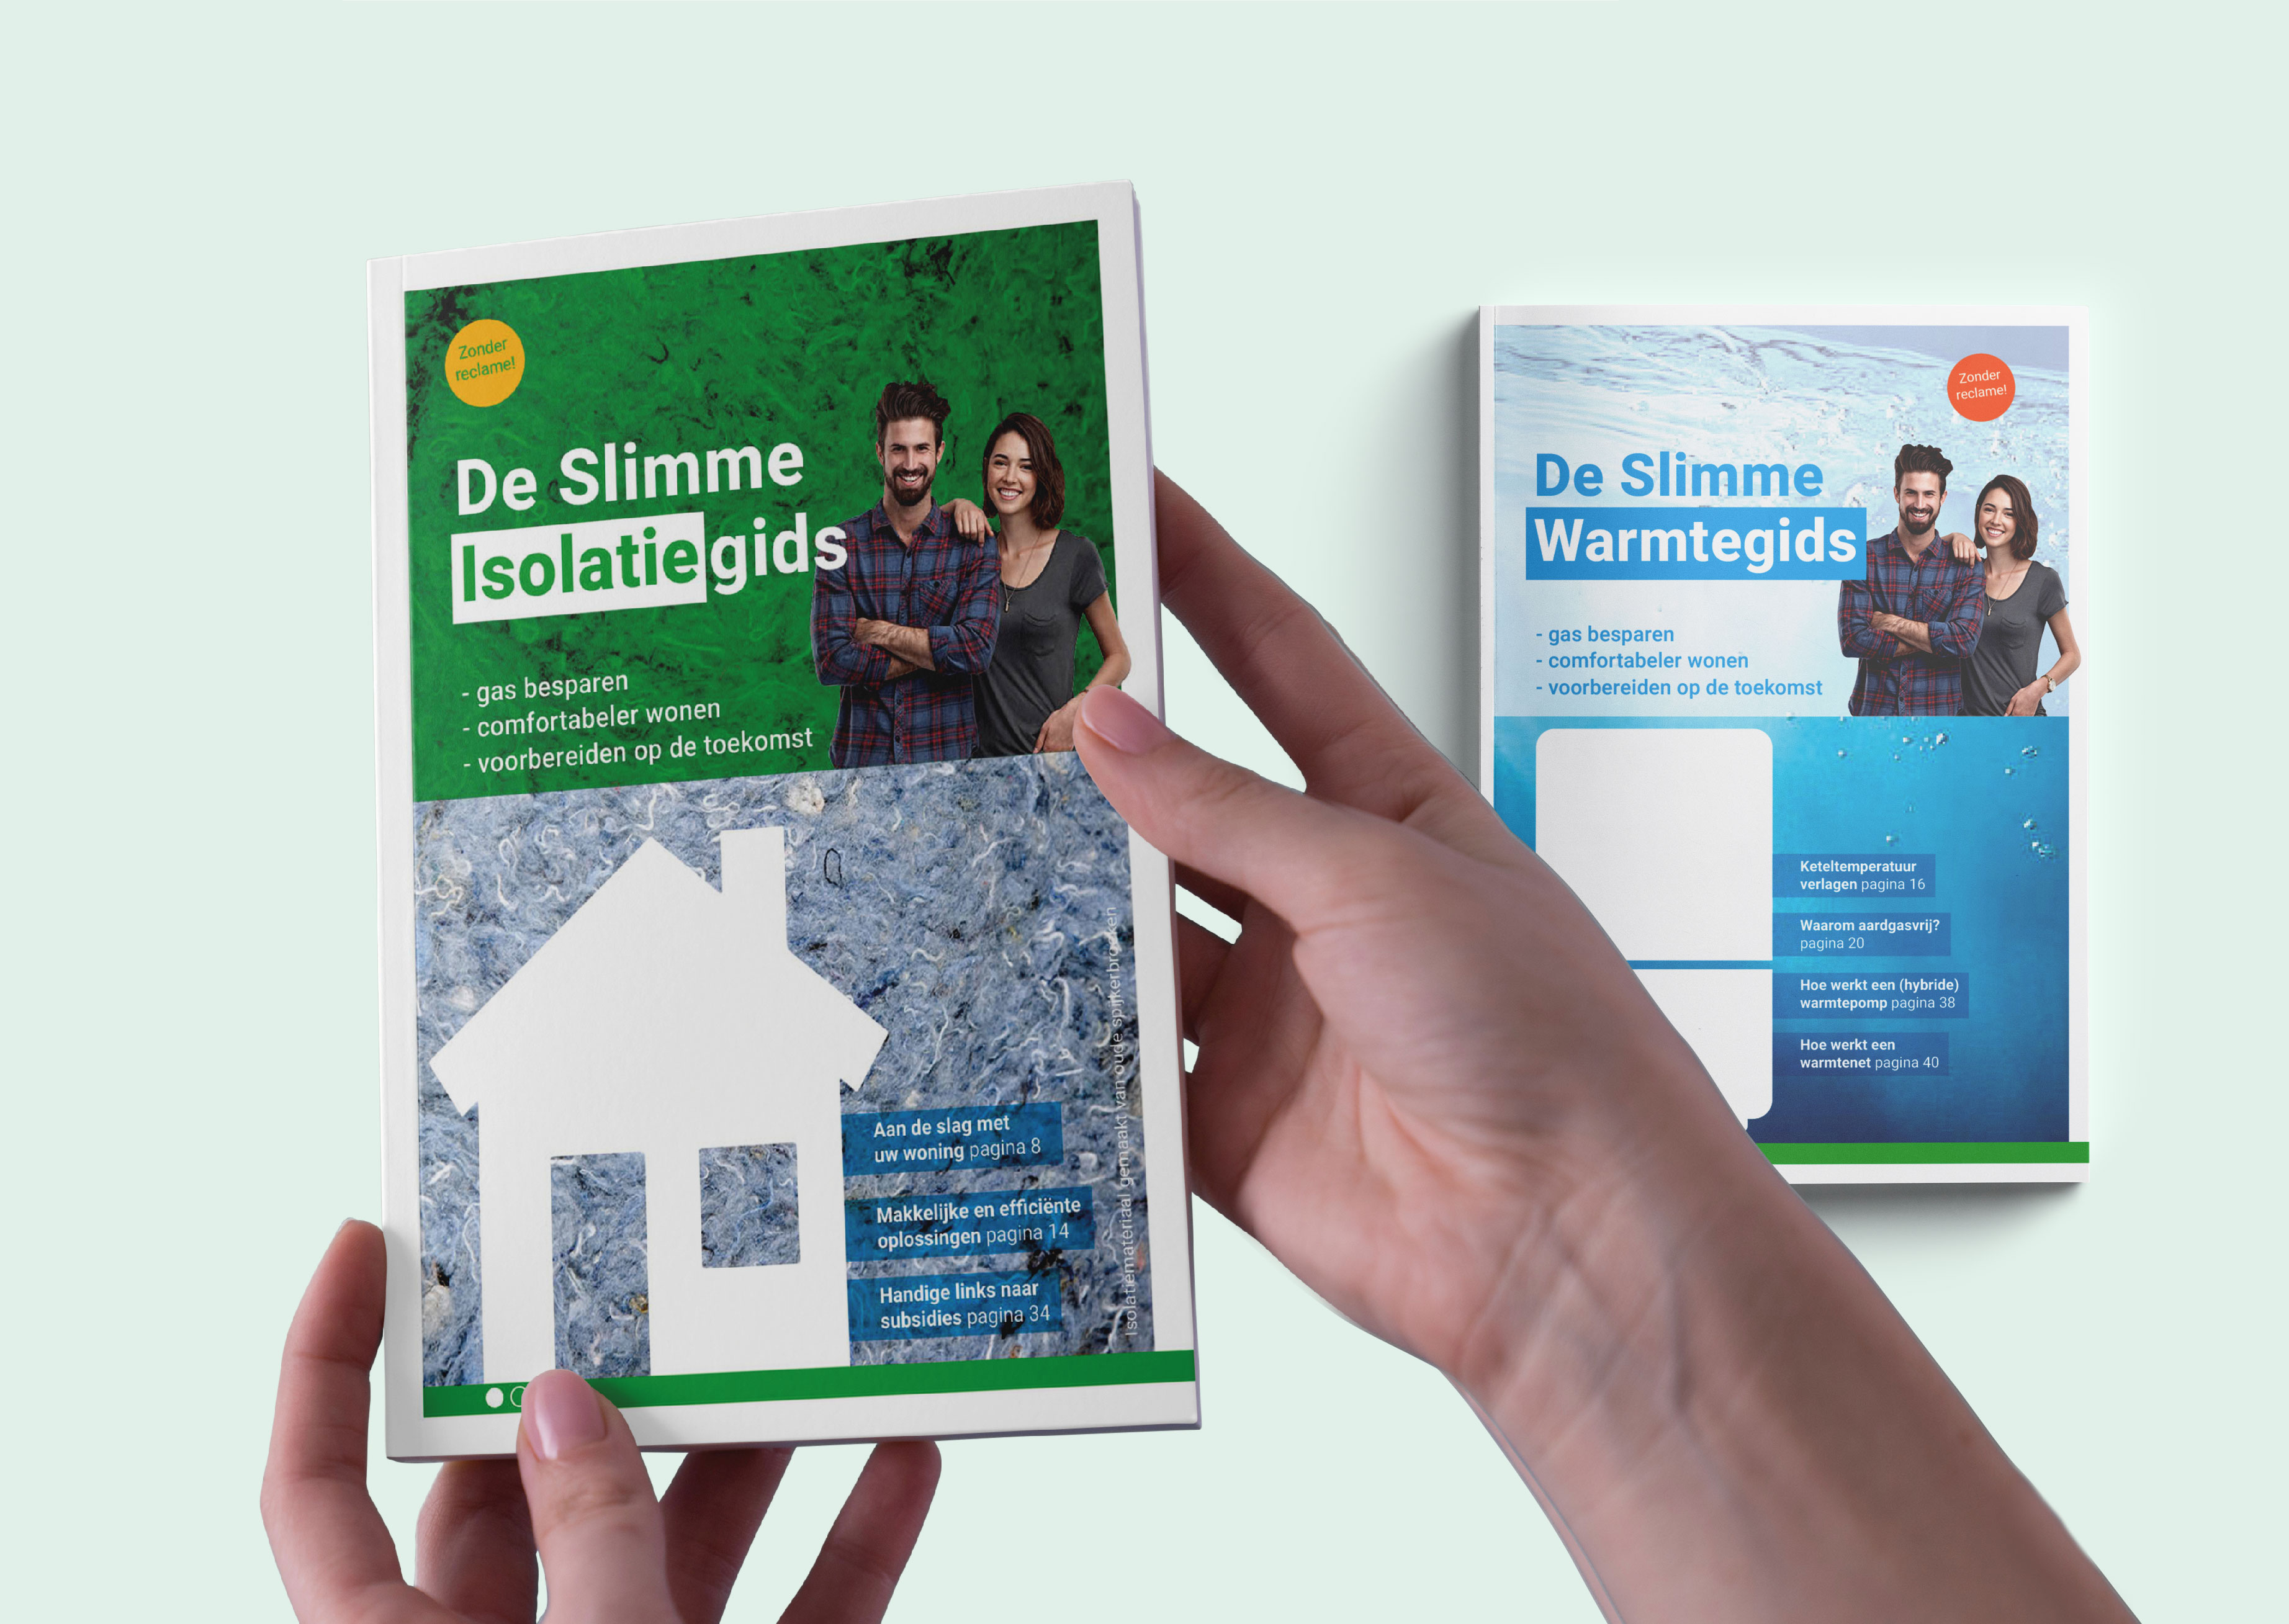 Zonder
reclame!
De Slimme
Isolatiegids
- gas besparen
- comfortabeler wonen
- voorbereiden op de toekomst
Aan de slag met
uw woning pagina 8
Makkelijke en efficiënte
oplossingen pagina 14
Handige links naar
subsidies pagina 34
Isolatiemateriaal gemaakt van oude spijkerbroeken
Zonder
reclame!
De Slimme
Warmtegids
- gas besparen
- comfortabeler wonen
- voorbereiden op de toekomst
Keteltemperatuur
verlagen pagina 16
Waarom aardgasvrij?
pagina 20
Hoe werkt een (hybride)
warmtepomp pagina 38
Hoe werkt een
warmtenet pagina 40